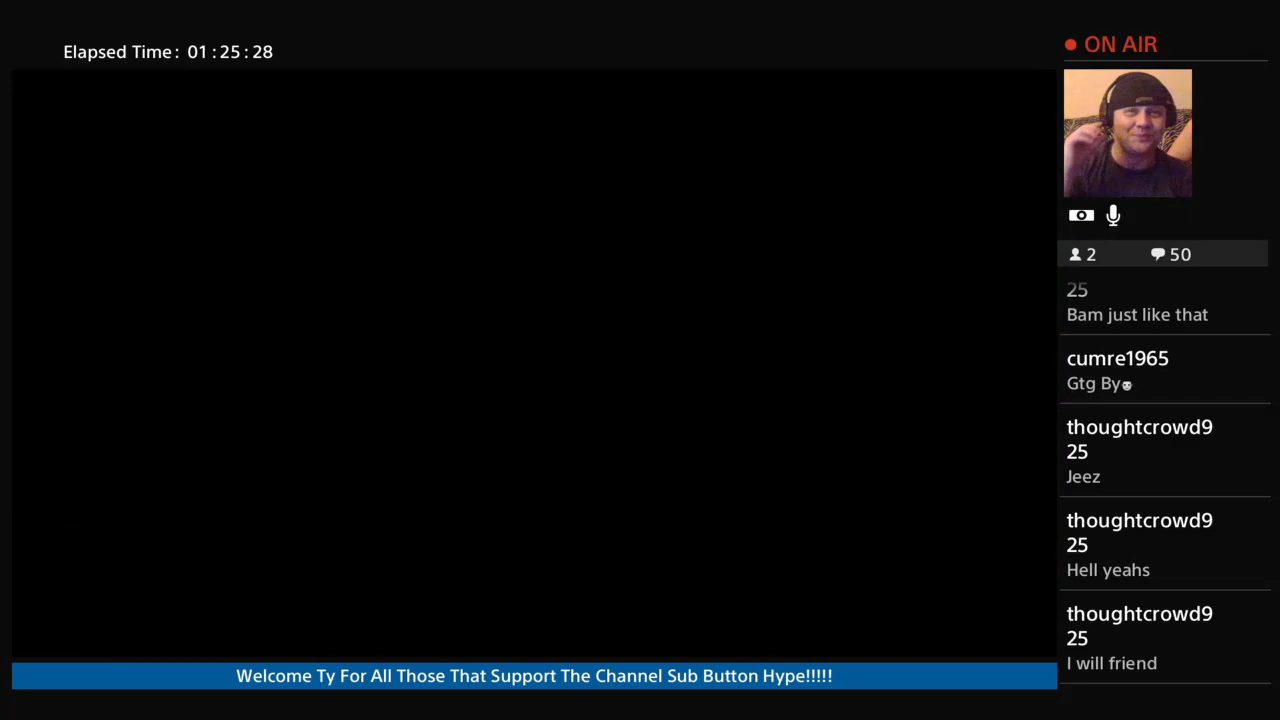 Elapsed Time: 01:25:28
ON AIR
2 50
25
Bam just like that
cumre1965
Gtg By
thoughtcrowd9
25
Jeez
thoughtcrowd9
25
Hell yeahs
thoughtcrowd9
25
I will friend
Welcome Ty For All Those That Support The Channel Sub Button Hype!!!!!